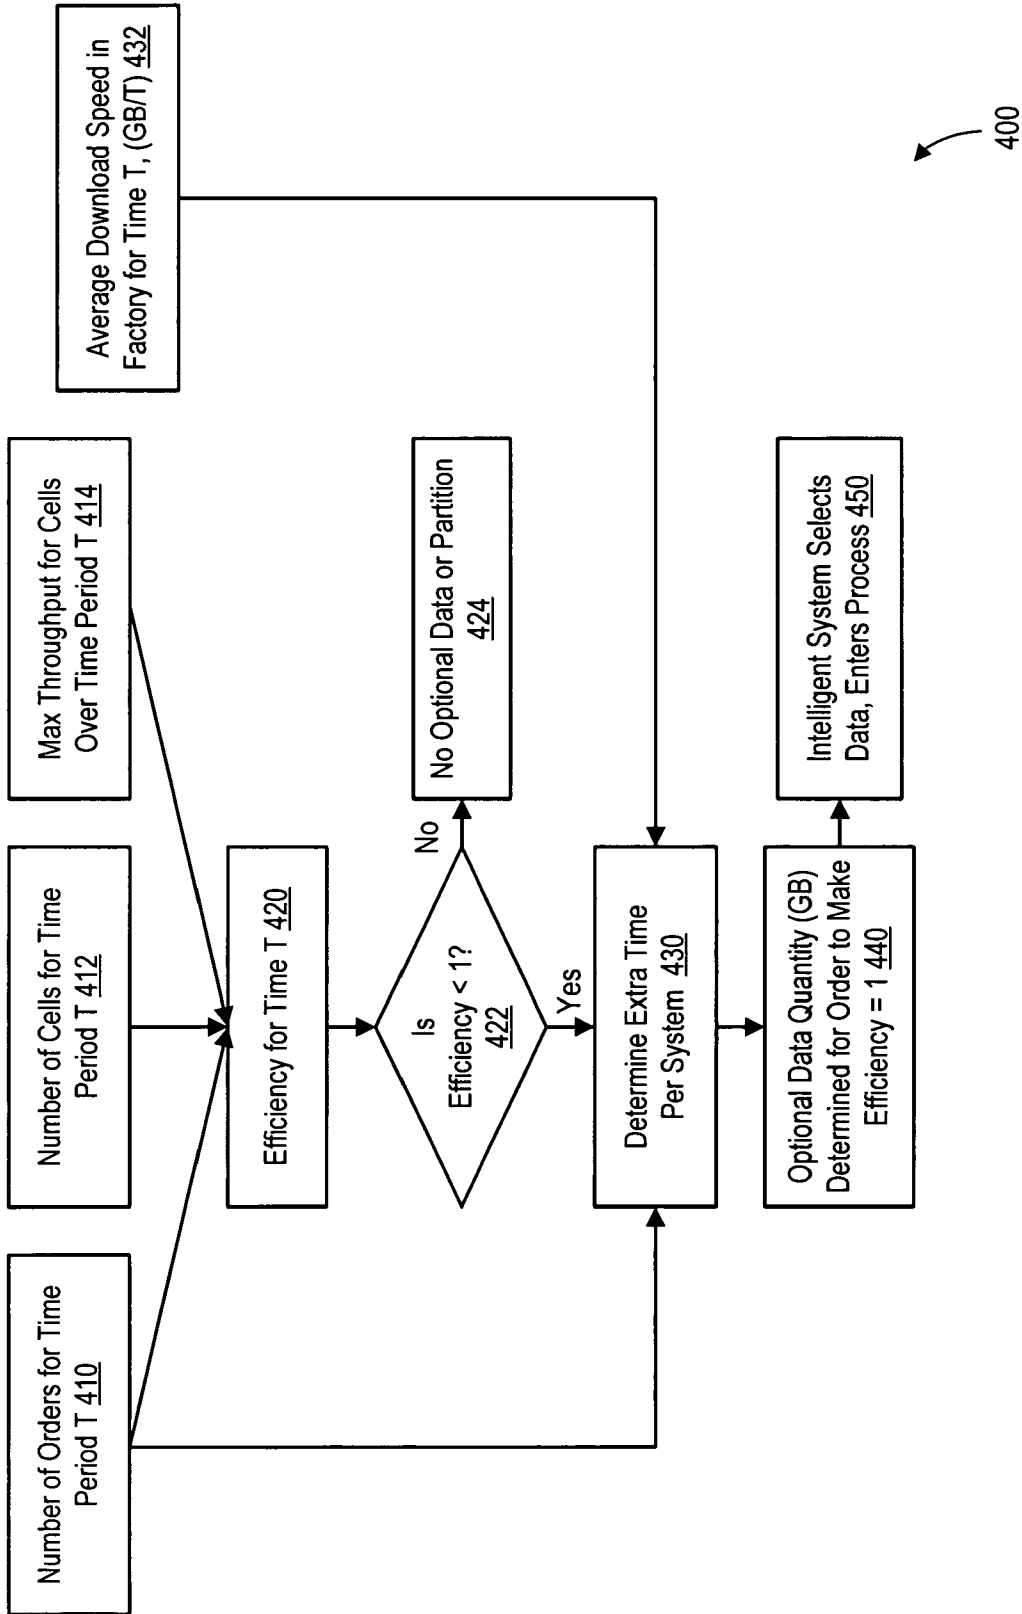 Number of Orders for Time
Period T 410
Number of Cells for Time
Period T 412
Max Throughput for Cells
Over Time Period T 414
Average Download Speed in
Factory for Time T, (GB/T) 432
Efficiency for Time T 420
Is
Efficiency < 1?
422
No
No Optional Data or Partition
424
Yes
Determine Extra Time
Per System 430
Optional Data Quantity (GB)
Determined for Order to Make
Efficiency = 1 440
Intelligent System Selects
Data, Enters Process 450
400